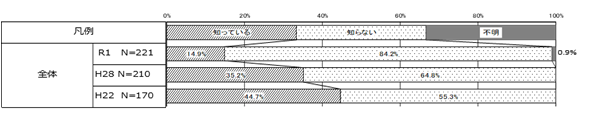 0% 20% 40% 60% 80% 100%
凡例 知っている 知らない 不明
R1 N=221 14.9% 84.2% 0.9%
全体 H28 N=210 35.2% 64.8%
H22 N=170 44.7% 55.3%